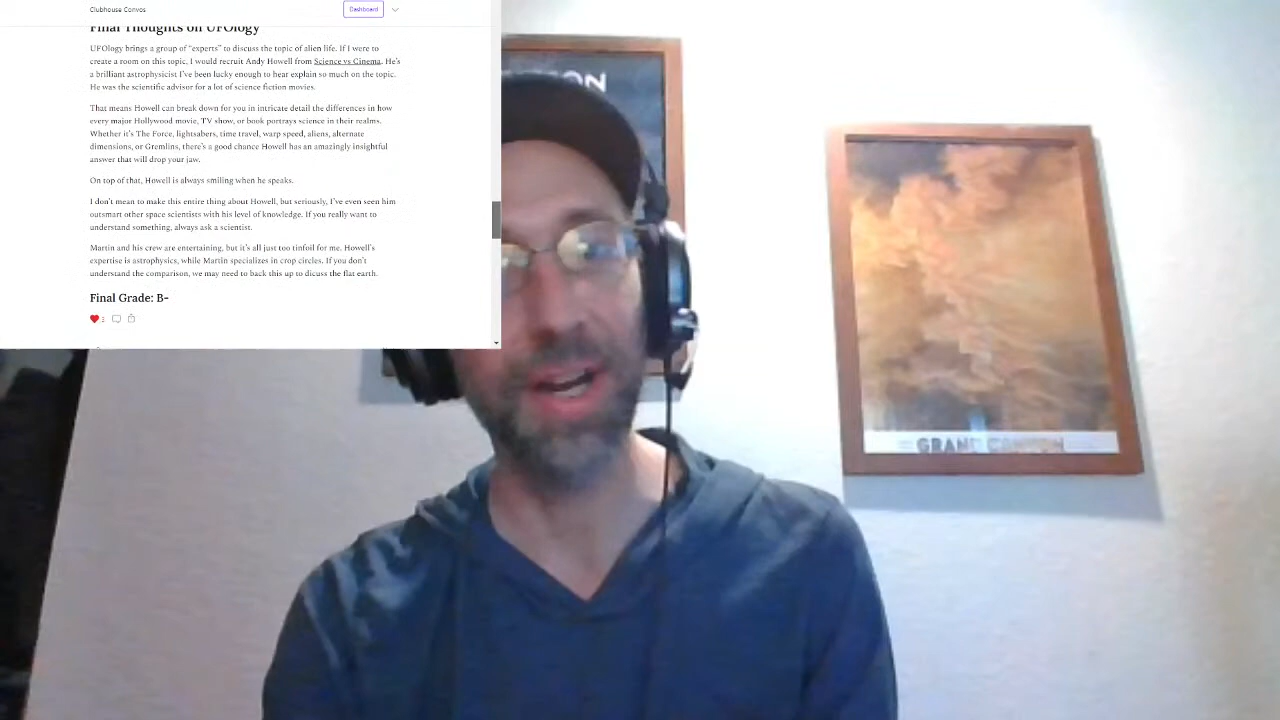 Clubhouse Convos
Dashboard
Final Thoughts on UFOlogy
UFOlogy brings a group of “experts” to discuss the topic of alien life. If I were to
create a room on this topic, I would recruit Andy Howell from Science vs Cinema. He’s
a brilliant astrophysicist I’ve been lucky enough to hear explain so much on the topic.
He was the scientific advisor for a lot of science fiction movies.
That means Howell can break down for you in intricate detail the differences in how
every major Hollywood movie, TV show, or book portrays science in their realms.
Whether it’s The Force, lightsabers, time travel, warp speed, aliens, alternate
dimensions, or Gremlins, there’s a good chance Howell has an amazingly insightful
answer that will drop your jaw.
On top of that, Howell is always smiling when he speaks.
I don’t mean to make this entire thing about Howell, but seriously, I’ve even seen him
outsmart other space scientists with his level of knowledge. If you really want to
understand something, always ask a scientist.
Martin and his crew are entertaining, but it’s all just too tinfoil for me. Howell’s
expertise is astrophysics, while Martin specializes in crop circles. If you don’t
understand the comparison, we may need to back this up to dicuss the flat earth.
Final Grade: B-
3
ON
GRAND CANYON